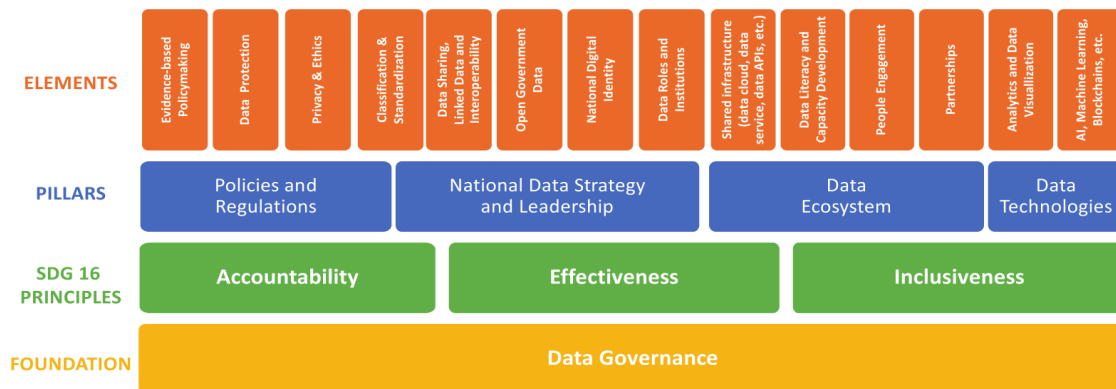 ELEMENTS
Evidence-based
Policymaking
Data
Protection
Privacy & Ethics
Classification &
Standardization
Data Sharing,
Linked Data and
Interoperability
Open Government
Data
National Digital
Identity
Data Roles and
Institutions
Shared infrastructure
(data cloud, data
service, data APIs, etc.)
Data Literacy and
Capacity Development
People Engagement
Partnerships
Analytics and Data
Visuallization
AI, Machine Learning,
Blockchains, etc.
PILLARS
Policies and
Regulations
National Data Strategy
and Leadership
Data
Ecosystem
Data
Technologies
SDG 16
PRINCIPLES
Accountability
Effectiveness
Inclusiveness
FOUNDATION
Data Governance